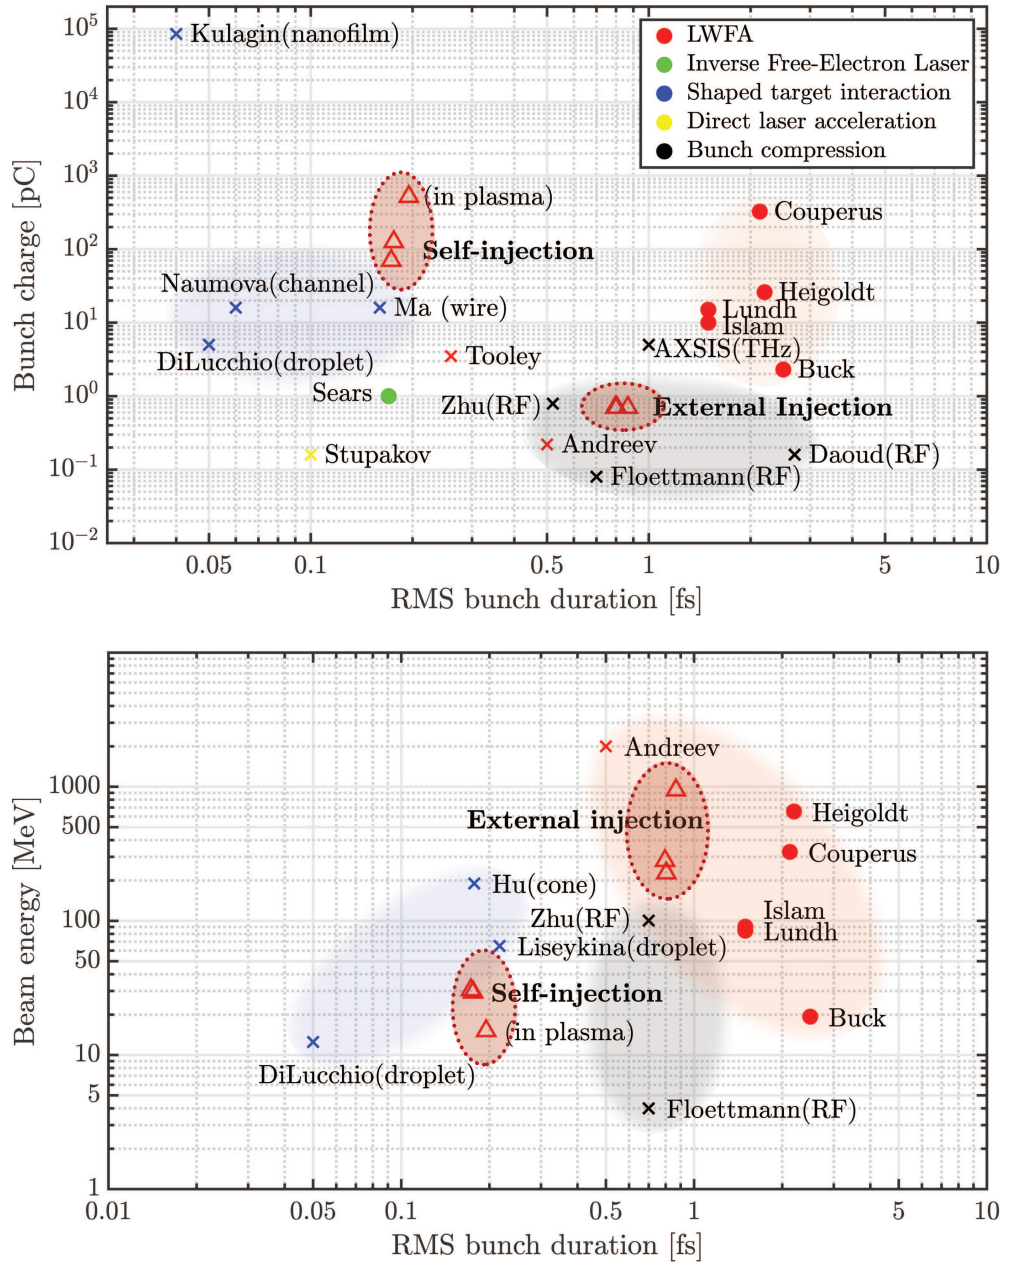 10^5
Kulagin(nanofilm)
LWFA
Inverse Free-Electron Laser
Shaped target interaction
Direct laser acceleration
Bunch compression
10^4
10^3
(in plasma)
Couperus
10^2
Self-injection
Naumova(channel)
Heigoldt
Ma (wire)
Lundh
10^1
Islam
DiLucchio(droplet)
Tooley
AXSIS(THz)
Buck
10^0
Sears
Zhu(RF)
External Injection
Andreev
Stupakov
Daoud(RF)
10^−1
Floettmann(RF)
10^−2
Bunch charge [pC]
0.05 0.1 0.5 1 5 10
RMS bunch duration [fs]
Andreev
1000
Heigoldt
500
External injection
Couperus
Hu(cone)
Zhu(RF)
Islam
100
Lundh
Liseykina(droplet)
50
Self-injection
Buck
(in plasma)
10
DiLucchio(droplet)
5
Floettmann(RF)
1
Beam energy [MeV]
0.01 0.05 0.1 0.5 1 5 10
RMS bunch duration [fs]